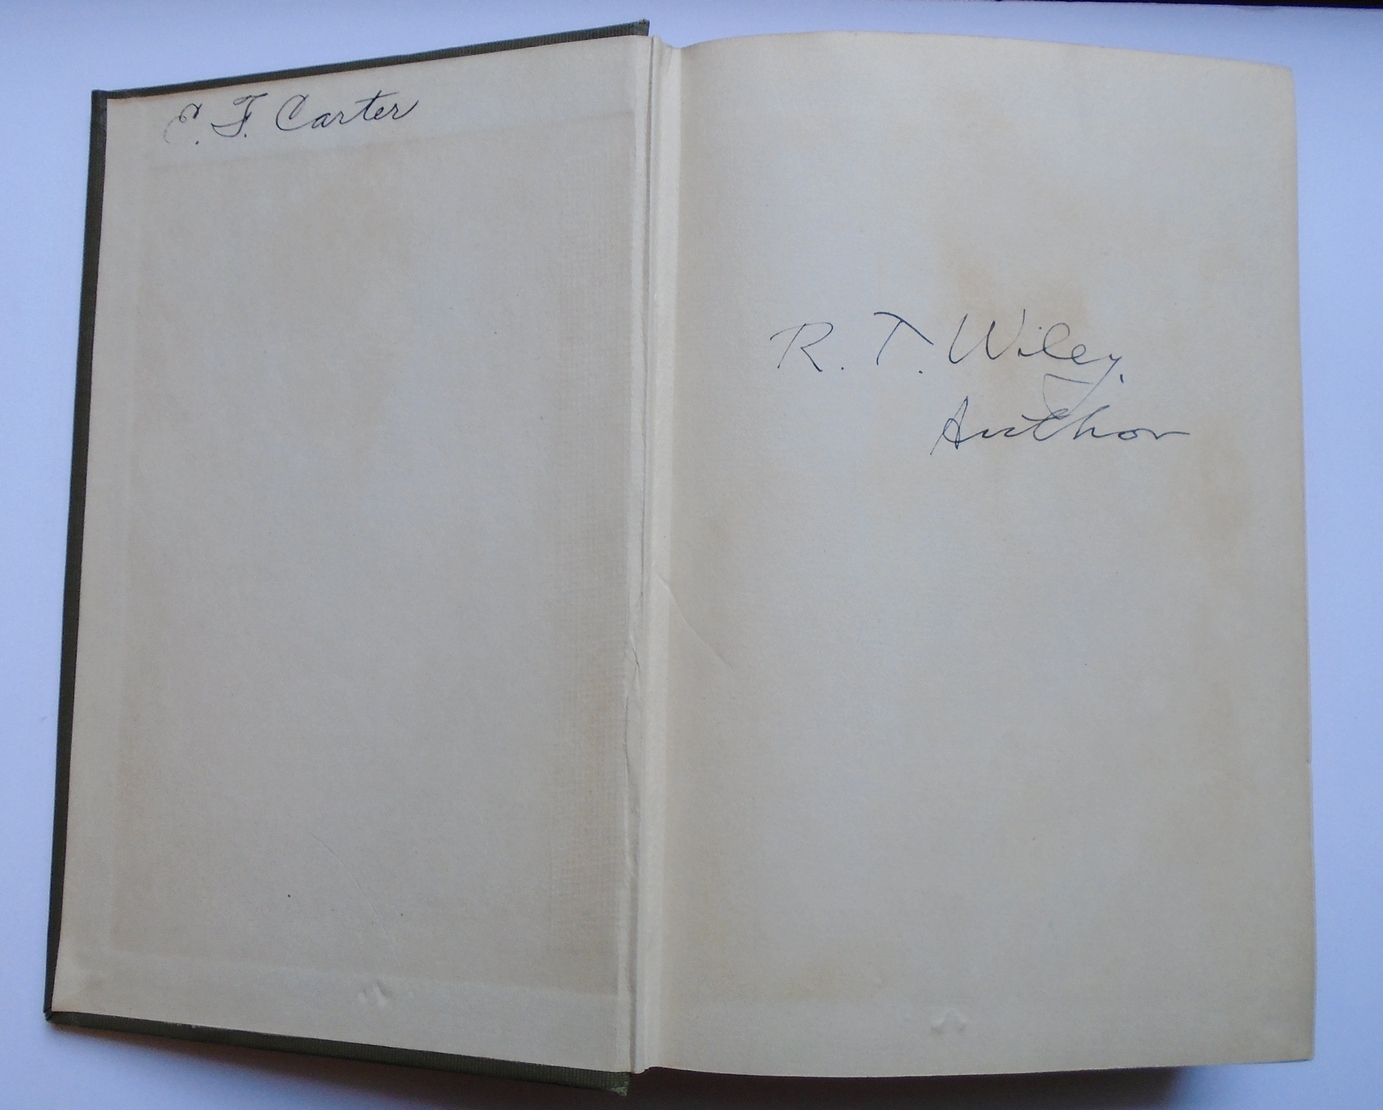 E. F. Carter
R. T. Wiley.
Author